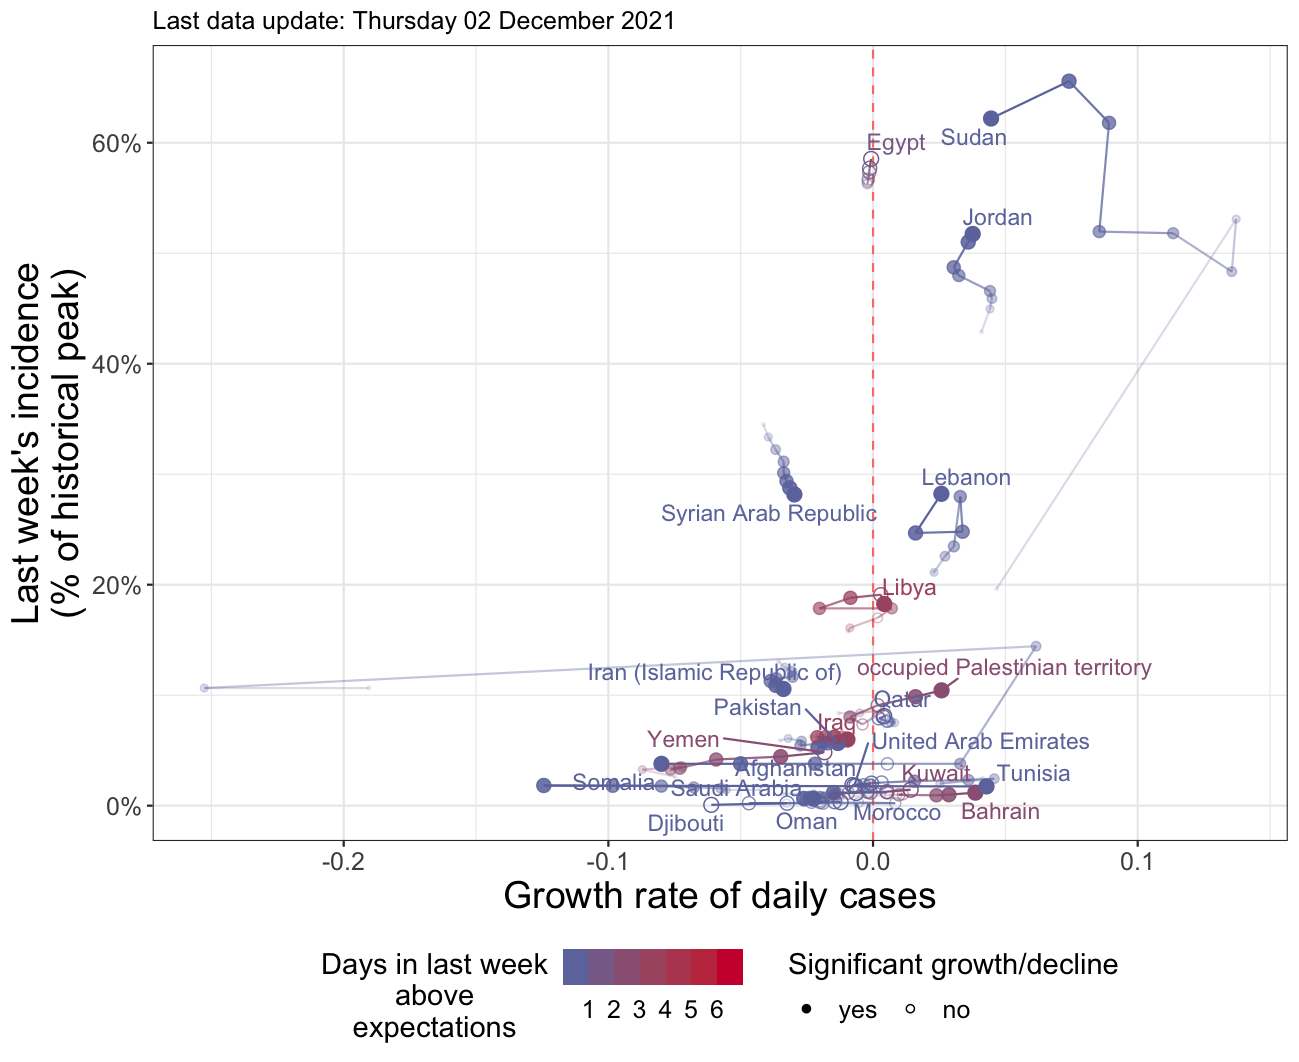 Last data update: Thursday 02 December 2021
Last week's incidence
(% of historical peak)
60%
40%
20%
0%
Egypt
Sudan
Jordan
Lebanon
Syrian Arab Republic
Libya
Iran (Islamic Republic of)
occupied Palestinian territory
Pakistan
Qatar
Iraq
Yemen
United Arab Emirates
Afghanistan
Kuwait
Tunisia
Somalia
Saudi Arabia
Djibouti
Oman
Morocco
Bahrain
-0.2
-0.1
0.0
0.1
Growth rate of daily cases
Days in last week
above
expectations
1 2 3 4 5 6
Significant growth/decline
yes
no